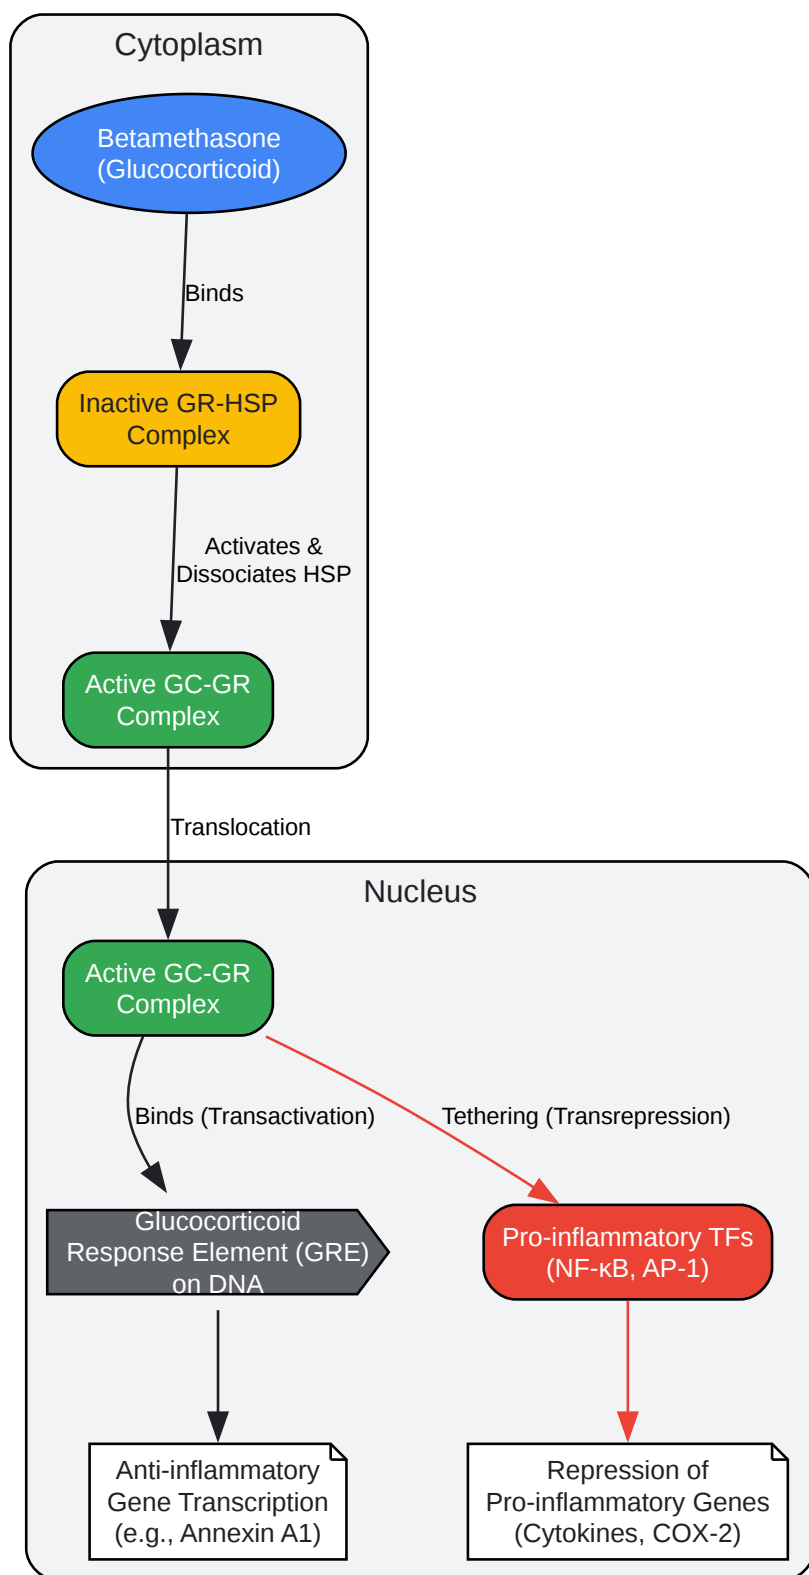 Cytoplasm
Betamethasone
(Glucocorticoid)
Binds
Inactive GR-HSP
Complex
Activates &
Dissociates HSP
Active GC-GR
Complex
Translocation
Nucleus
Active GC-GR
Complex
Binds (Transactivation)
Tethering (Transrepression)
Glucocorticoid
Response Element (GRE)
on DNA
Pro-inflammatory TFs
(NF-κB, AP-1)
Anti-inflammatory
Gene Transcription
(e.g., Annexin A1)
Repression of
Pro-inflammatory Genes
(Cytokines, COX-2)